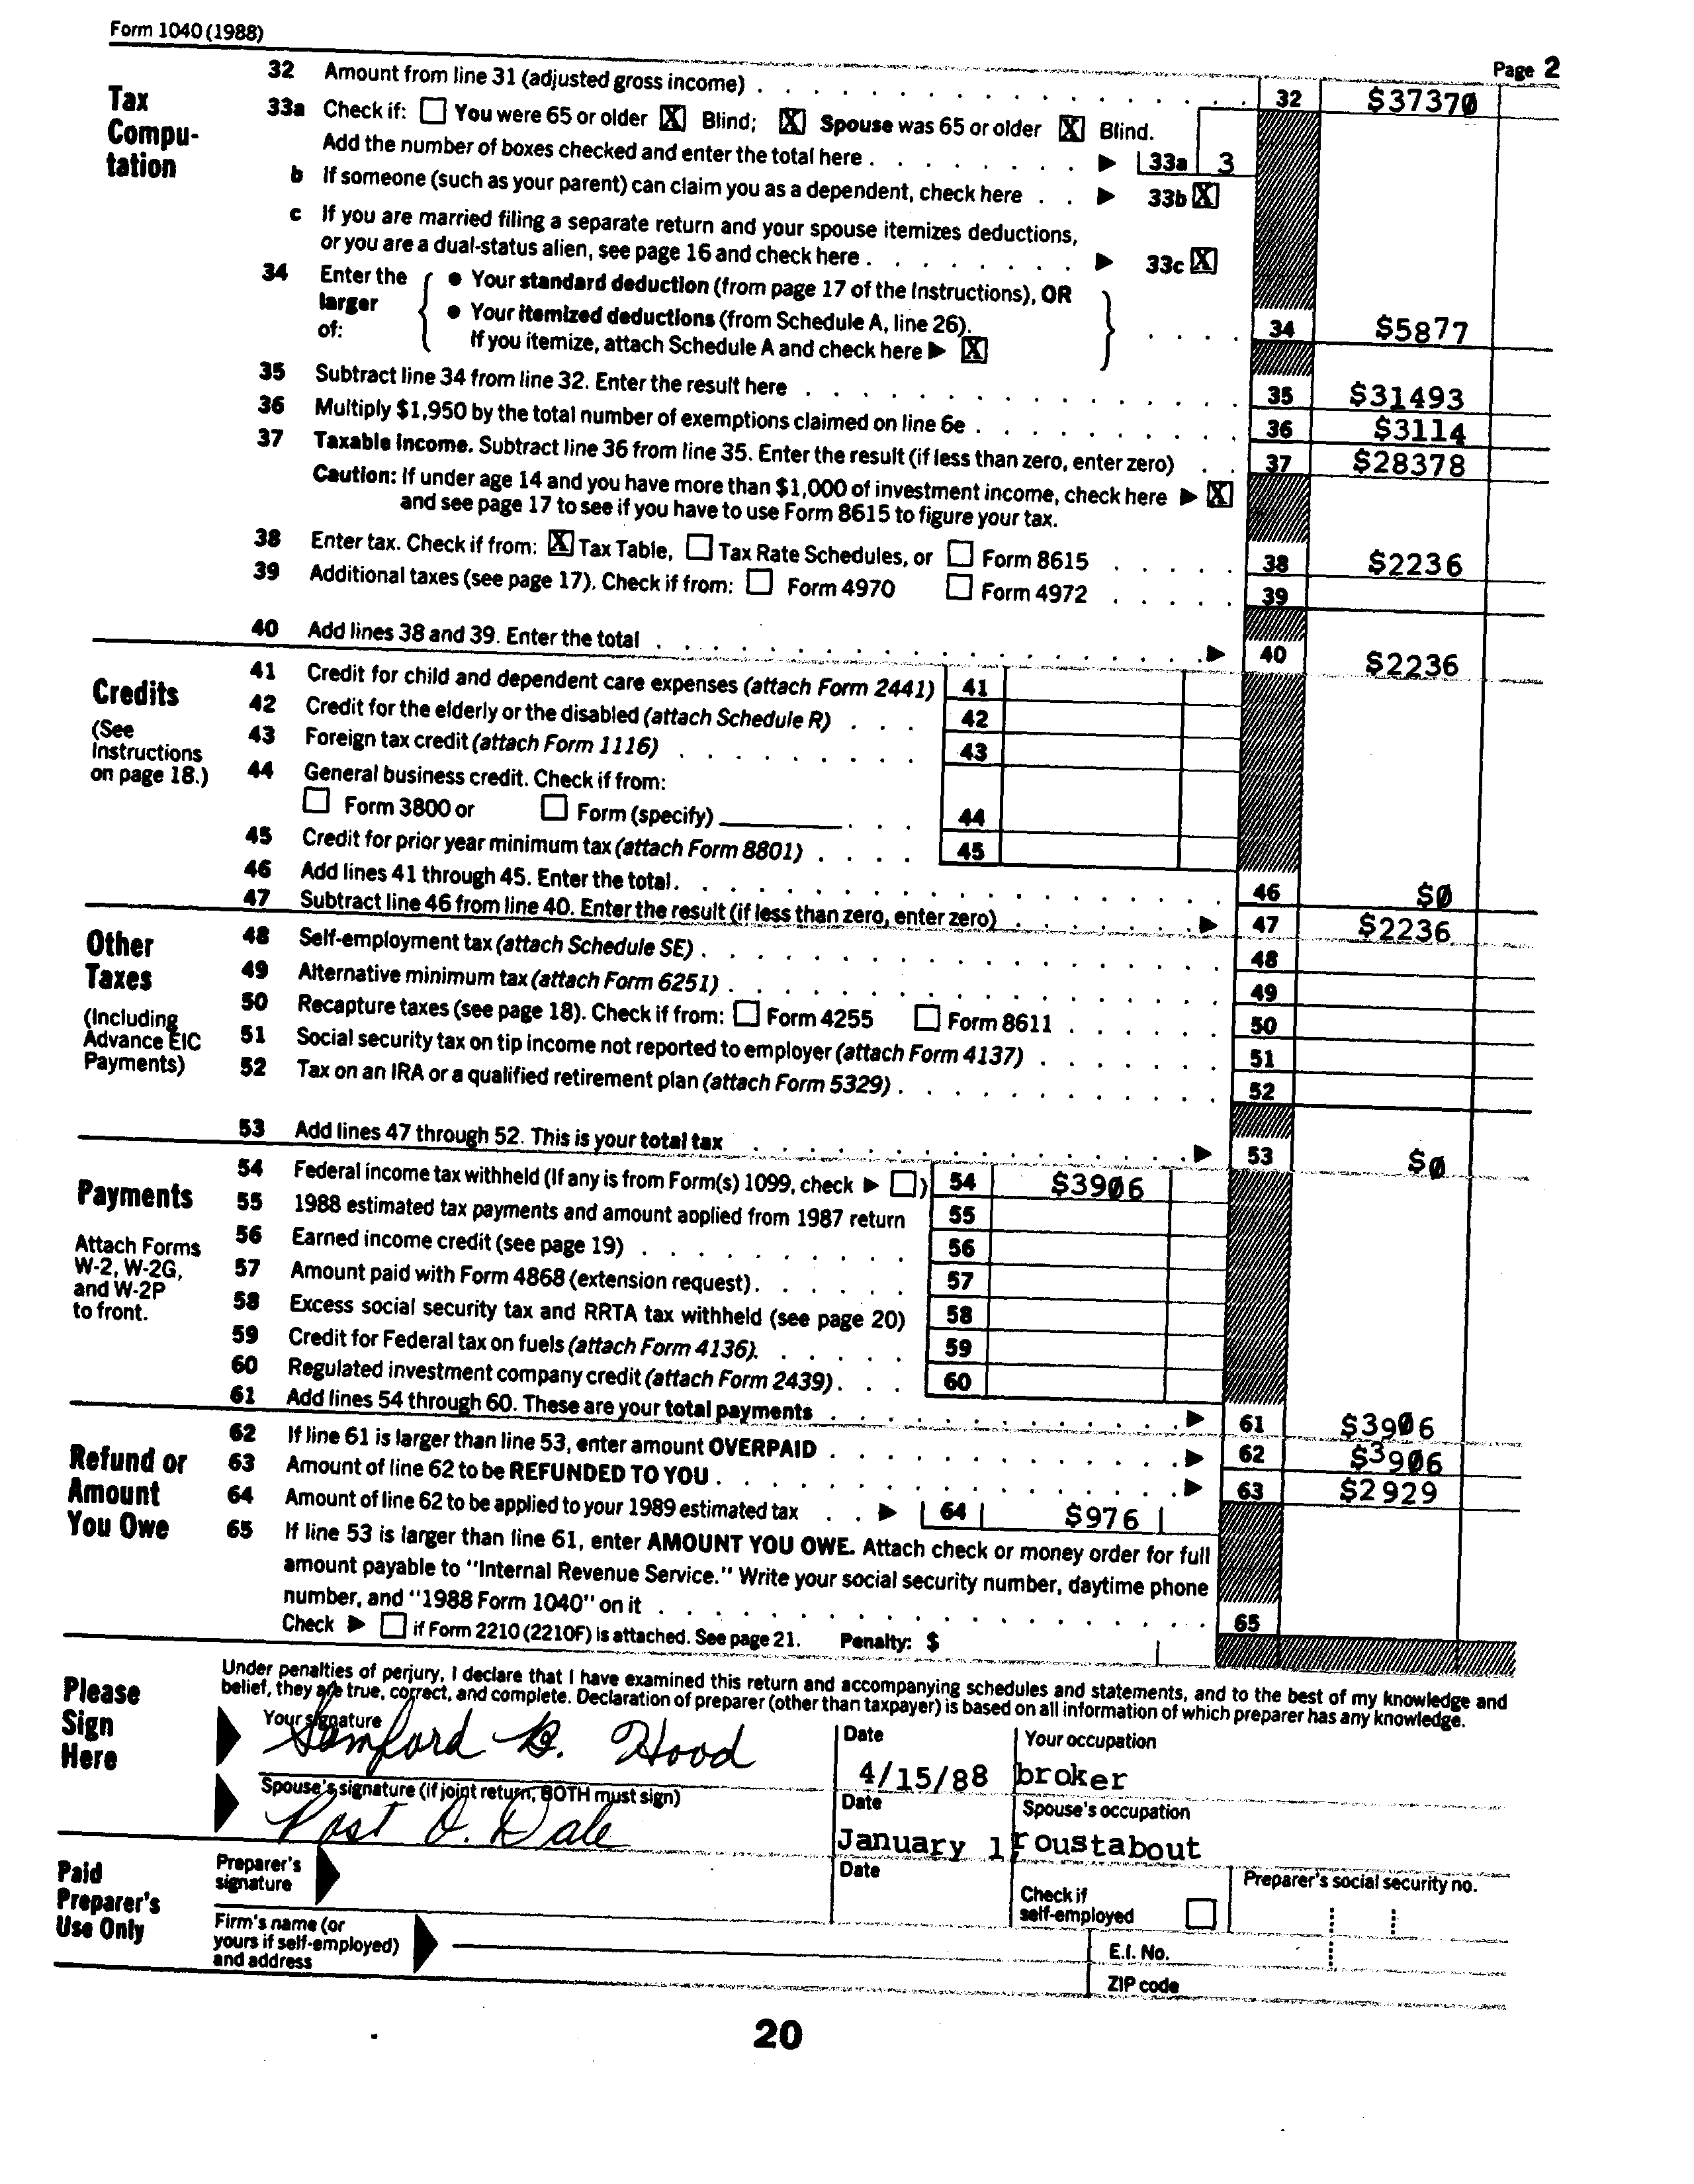 Form 1040 (1988)
Page 2
Tax Compu-tation
32 Amount from line 31 (adjusted gross income) . . . . 32 $37370
33a Check if: ☐ You were 65 or older ☒ Blind; ☒ Spouse was 65 or older ☒ Blind.
Add the number of boxes checked and enter the total here . . . . ▶ 33a 3
b If someone (such as your parent) can claim you as a dependent, check here . . ▶ 33b ☒
c If you are married filing a separate return and your spouse itemizes deductions,
or you are a dual-status alien, see page 16 and check here . . . . ▶ 33c ☒
34 Enter the larger of: { ● Your standard deduction (from page 17 of the Instructions), OR
● Your itemized deductions (from Schedule A, line 26).
If you itemize, attach Schedule A and check here ▶ ☒ } . . . . 34 $5877
35 Subtract line 34 from line 32. Enter the result here . . . . 35 $31493
36 Multiply $1,950 by the total number of exemptions claimed on line 6e . . . . 36 $3114
37 Taxable income. Subtract line 36 from line 35. Enter the result (if less than zero, enter zero) . . 37 $28378
Caution: If under age 14 and you have more than $1,000 of investment income, check here ▶ ☒
and see page 17 to see if you have to use Form 8615 to figure your tax.
38 Enter tax. Check if from: ☒ Tax Table, ☐ Tax Rate Schedules, or ☐ Form 8615 . . . . 38 $2236
39 Additional taxes (see page 17). Check if from: ☐ Form 4970 ☐ Form 4972 . . . . 39
40 Add lines 38 and 39. Enter the total . . . . ▶ 40 $2236
Credits
(See Instructions on page 18.)
41 Credit for child and dependent care expenses (attach Form 2441) 41
42 Credit for the elderly or the disabled (attach Schedule R) . . . 42
43 Foreign tax credit (attach Form 1116) . . . . 43
44 General business credit. Check if from:
☐ Form 3800 or ☐ Form (specify) ________ . . . 44
45 Credit for prior year minimum tax (attach Form 8801) . . . . 45
46 Add lines 41 through 45. Enter the total . . . . 46 $0
47 Subtract line 46 from line 40. Enter the result (if less than zero, enter zero) . . . . ▶ 47 $2236
Other Taxes
(Including Advance EIC Payments)
48 Self-employment tax (attach Schedule SE) . . . . 48
49 Alternative minimum tax (attach Form 6251) . . . . 49
50 Recapture taxes (see page 18). Check if from: ☐ Form 4255 ☐ Form 8611 . . . . 50
51 Social security tax on tip income not reported to employer (attach Form 4137) . . . . 51
52 Tax on an IRA or a qualified retirement plan (attach Form 5329) . . . . 52
53 Add lines 47 through 52. This is your total tax . . . . ▶ 53 $0
Payments
Attach Forms W-2, W-2G, and W-2P to front.
54 Federal income tax withheld (If any is from Form(s) 1099, check ▶ ☐) 54 $3906
55 1988 estimated tax payments and amount applied from 1987 return 55
56 Earned income credit (see page 19) . . . . 56
57 Amount paid with Form 4868 (extension request) . . . . 57
58 Excess social security tax and RRTA tax withheld (see page 20) 58
59 Credit for Federal tax on fuels (attach Form 4136). . . . . 59
60 Regulated investment company credit (attach Form 2439) . . . 60
61 Add lines 54 through 60. These are your total payments . . . . ▶ 61 $3906
Refund or Amount You Owe
62 If line 61 is larger than line 53, enter amount OVERPAID . . . . ▶ 62 $3906
63 Amount of line 62 to be REFUNDED TO YOU . . . . ▶ 63 $2929
64 Amount of line 62 to be applied to your 1989 estimated tax . . ▶ 64 $976
65 If line 53 is larger than line 61, enter AMOUNT YOU OWE. Attach check or money order for full
amount payable to "Internal Revenue Service." Write your social security number, daytime phone
number, and "1988 Form 1040" on it . . . . 65
Check ▶ ☐ if Form 2210 (2210F) is attached. See page 21. Penalty: $
Please Sign Here
Under penalties of perjury, I declare that I have examined this return and accompanying schedules and statements, and to the best of my knowledge and
belief, they are true, correct, and complete. Declaration of preparer (other than taxpayer) is based on all information of which preparer has any knowledge.
Your signature Date Your occupation
Samford B. Hood 4/15/88 broker
Spouse's signature (if joint return, BOTH must sign) Date Spouse's occupation
Post O. Dale January 1, roustabout
Paid Preparer's Use Only
Preparer's signature Date Check if self-employed ☐ Preparer's social security no.
Firm's name (or yours if self-employed) and address E.I. No.
ZIP code
20